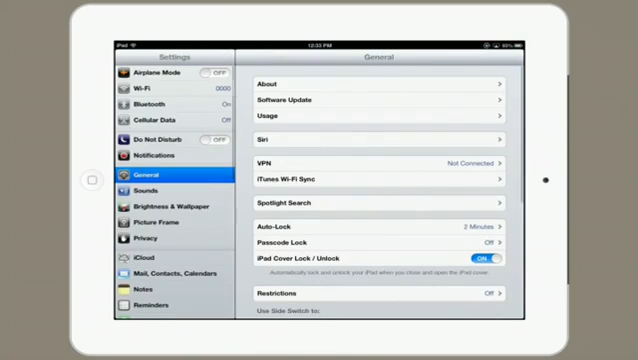 iPad 12:33 PM 93%
Settings
General
Airplane Mode OFF
Wi-Fi 0000
Bluetooth On
Cellular Data Off
Do Not Disturb OFF
Notifications
General
Sounds
Brightness & Wallpaper
Picture Frame
Privacy
iCloud
Mail, Contacts, Calendars
Notes
Reminders
About
Software Update
Usage
Siri
VPN Not Connected
iTunes Wi-Fi Sync
Spotlight Search
Auto-Lock 2 Minutes
Passcode Lock Off
iPad Cover Lock / Unlock ON
Automatically lock and unlock your iPad when you close and open the iPad cover.
Restrictions Off
Use Side Switch to: